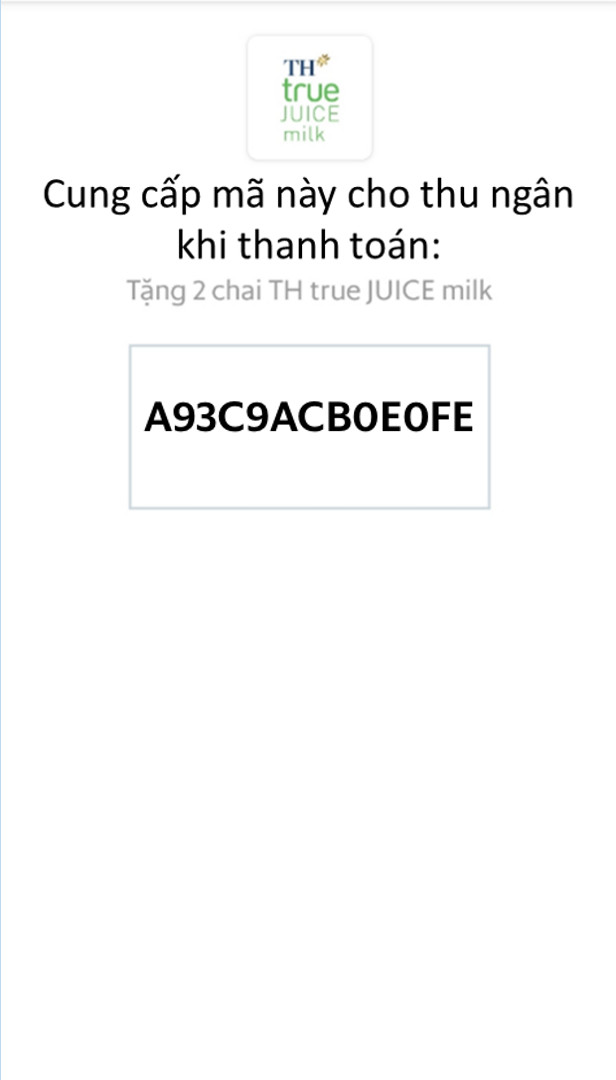 TH
true
JUICE
milk
Cung cấp mã này cho thu ngân
khi thanh toán:
Tặng 2 chai TH true JUICE milk
A93C9ACB0E0FE